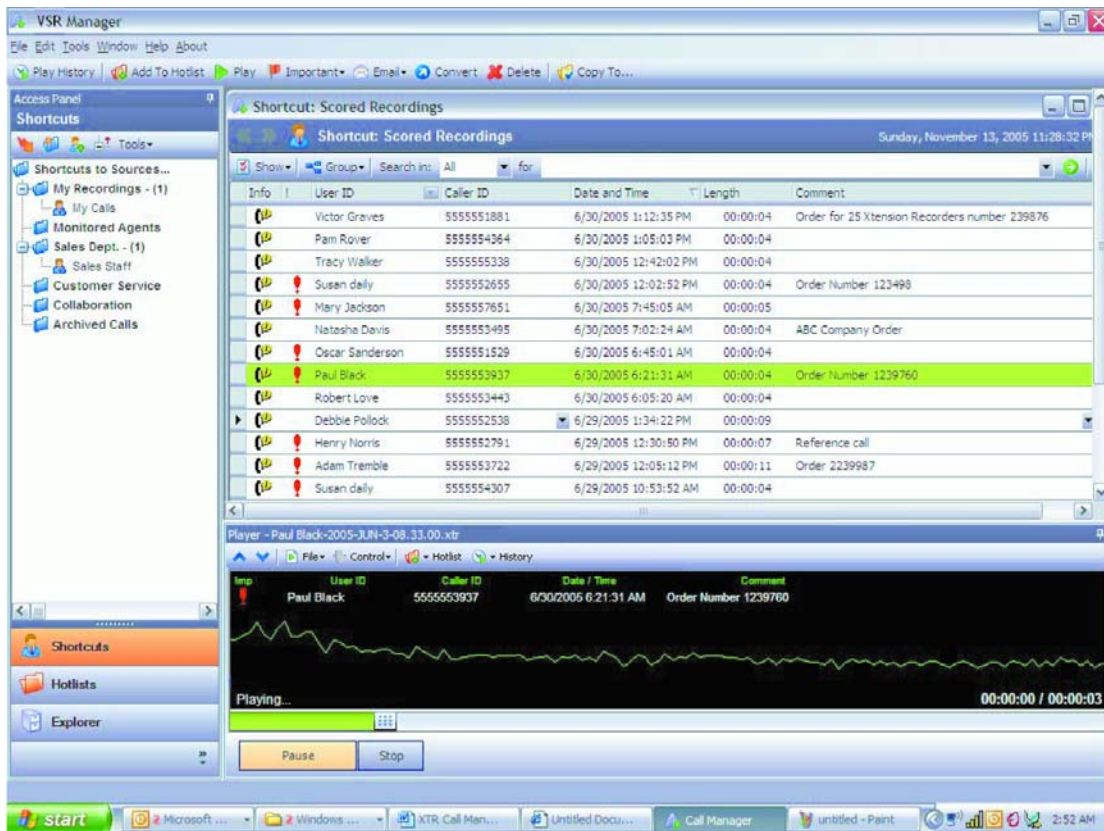 VSR Manager
File Edit Tools Window Help About
Play History Add To Hotlist Play Important Email Convert Delete Copy To...
Access Panel
Shortcuts
Tools
Shortcuts to Sources...
My Recordings - (1)
My Calls
Monitored Agents
Sales Dept. - (1)
Sales Staff
Customer Service
Collaboration
Archived Calls
Shortcuts
Hotlists
Explorer
Shortcut: Scored Recordings
Shortcut: Scored Recordings Sunday, November 13, 2005 11:28:32 PM
Show Group Search in: All for
Info ! User ID Caller ID Date and Time Length Comment
Victor Graves 5555551881 6/30/2005 1:12:35 PM 00:00:04 Order for 25 Xtension Recorders number 239876
Pam Rover 5555554364 6/30/2005 1:05:03 PM 00:00:04
Tracy Walker 5555555338 6/30/2005 12:42:02 PM 00:00:04
Susan daily 5555552655 6/30/2005 12:02:52 PM 00:00:04 Order Number 123498
Mary Jackson 5555557651 6/30/2005 7:45:05 AM 00:00:05
Natasha Davis 5555553495 6/30/2005 7:02:24 AM 00:00:04 ABC Company Order
Oscar Sanderson 5555551529 6/30/2005 6:45:01 AM 00:00:04
Paul Black 5555553937 6/30/2005 6:21:31 AM 00:00:04 Order Number 1239760
Robert Love 5555553443 6/30/2005 6:05:20 AM 00:00:04
Debbie Pollock 5555552538 6/29/2005 1:34:22 PM 00:00:09
Henry Norris 5555552791 6/29/2005 12:30:50 PM 00:00:07 Reference call
Adam Tremble 5555553722 6/29/2005 12:05:12 PM 00:00:11 Order 2239987
Susan daily 5555554307 6/29/2005 10:53:52 AM 00:00:04
Player - Paul Black-2005-JUN-3-08.33.00.xtr
File Control Hotlist History
Imp User ID Caller ID Date / Time Comment
Paul Black 5555553937 6/30/2005 6:21:31 AM Order Number 1239760
Playing... 00:00:00 / 00:00:03
Pause Stop
start 2 Microsoft ... 2 Windows ... XTR Call Man... Untitled Docu... Call Manager untitled - Paint 2:52 AM